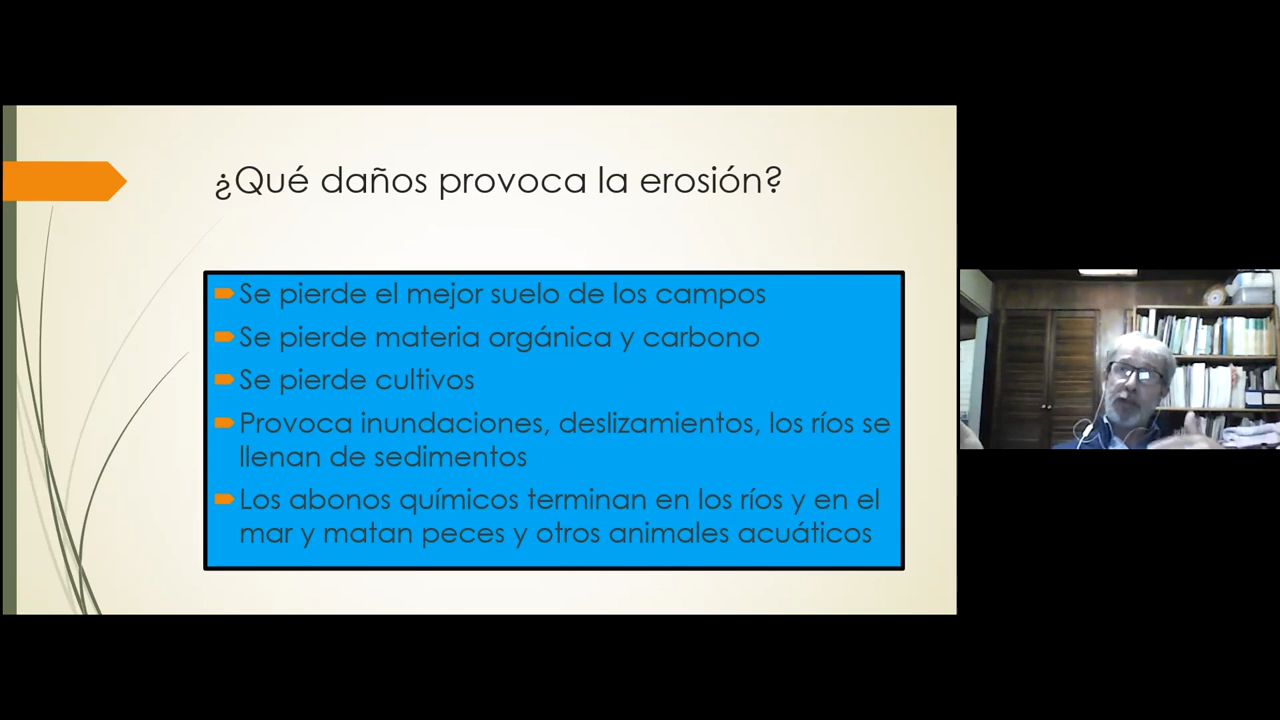 ¿Qué daños provoca la erosión?
Se pierde el mejor suelo de los campos
Se pierde materia orgánica y carbono
Se pierde cultivos
Provoca inundaciones, deslizamientos, los ríos se
llenan de sedimentos
Los abonos químicos terminan en los ríos y en el
mar y matan peces y otros animales acuáticos